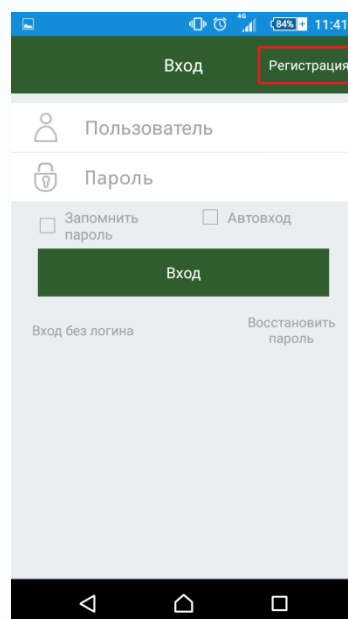 4G 84% 11:41
Вход Регистрация
Пользователь
Пароль
Запомнить Автовход
пароль
Вход
Вход без логина Восстановить
пароль